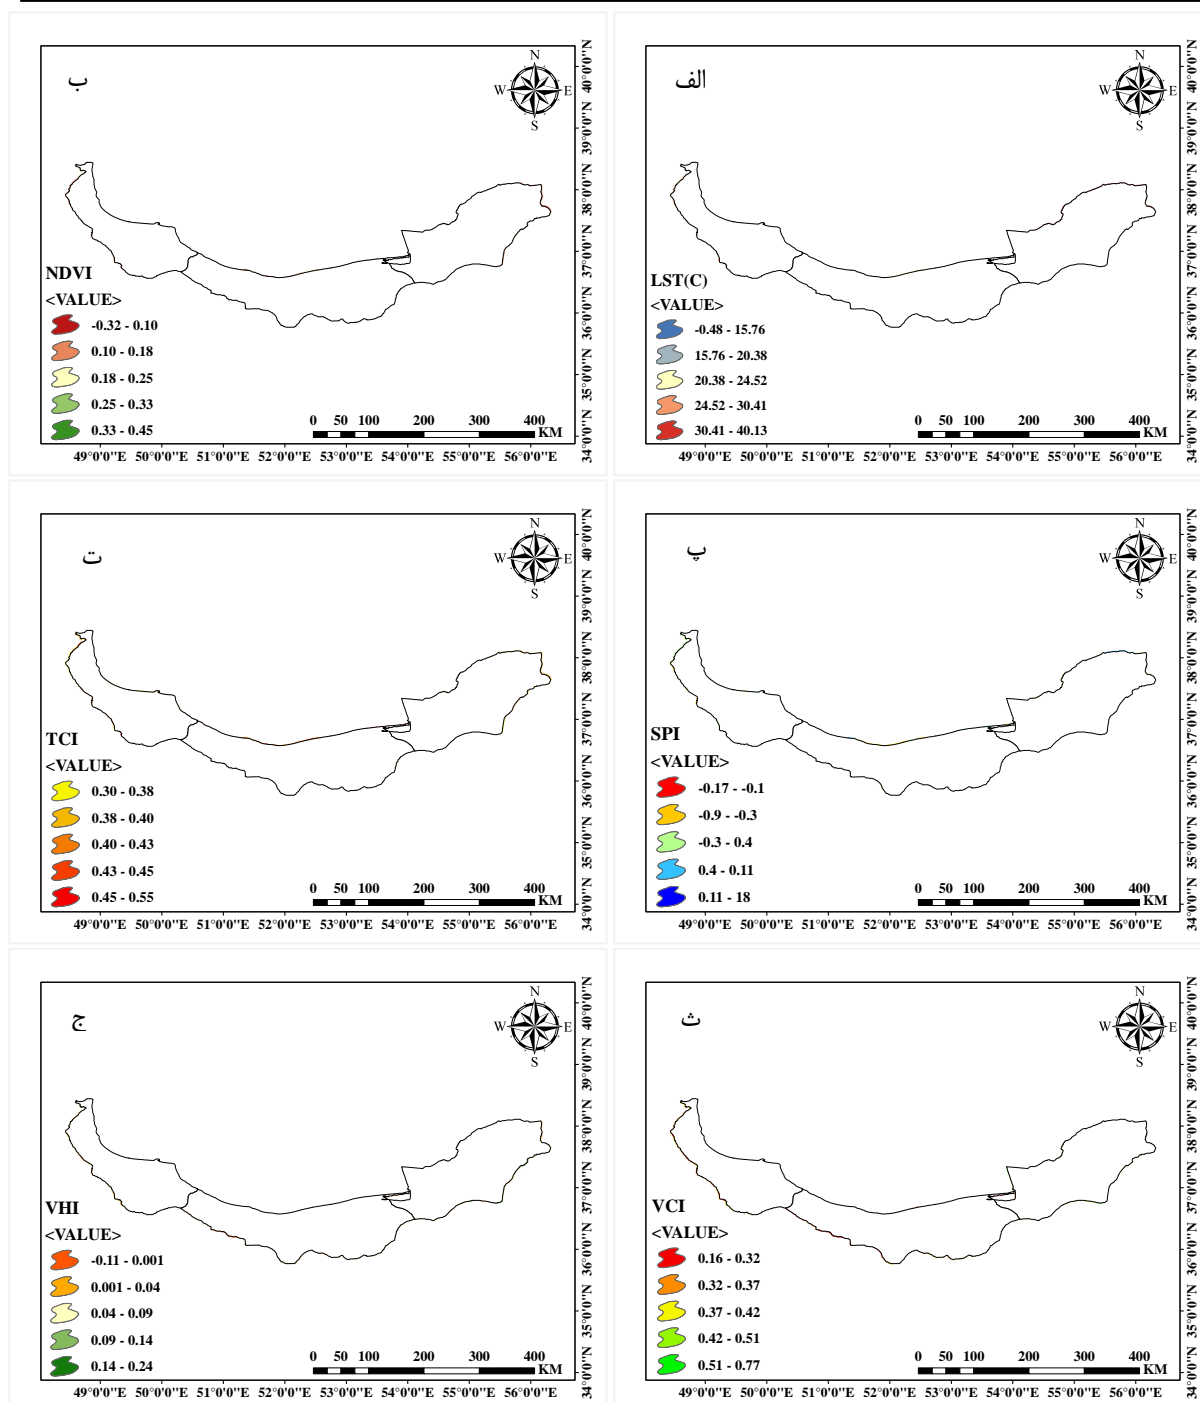 الف
N
W E
S
LST(C)
<VALUE>
-0.48 - 15.76
15.76 - 20.38
20.38 - 24.52
24.52 - 30.41
30.41 - 40.13
0 50 100 200 300 400
KM
49°0'0"E 50°0'0"E 51°0'0"E 52°0'0"E 53°0'0"E 54°0'0"E 55°0'0"E 56°0'0"E
34°0'0"N 35°0'0"N 36°0'0"N 37°0'0"N 38°0'0"N 39°0'0"N 40°0'0"N
ب
N
W E
S
NDVI
<VALUE>
-0.32 - 0.10
0.10 - 0.18
0.18 - 0.25
0.25 - 0.33
0.33 - 0.45
0 50 100 200 300 400
KM
49°0'0"E 50°0'0"E 51°0'0"E 52°0'0"E 53°0'0"E 54°0'0"E 55°0'0"E 56°0'0"E
34°0'0"N 35°0'0"N 36°0'0"N 37°0'0"N 38°0'0"N 39°0'0"N 40°0'0"N
پ
N
W E
S
SPI
<VALUE>
-0.17 - -0.1
-0.9 - -0.3
-0.3 - 0.4
0.4 - 0.11
0.11 - 18
0 50 100 200 300 400
KM
49°0'0"E 50°0'0"E 51°0'0"E 52°0'0"E 53°0'0"E 54°0'0"E 55°0'0"E 56°0'0"E
34°0'0"N 35°0'0"N 36°0'0"N 37°0'0"N 38°0'0"N 39°0'0"N 40°0'0"N
ت
N
W E
S
TCI
<VALUE>
0.30 - 0.38
0.38 - 0.40
0.40 - 0.43
0.43 - 0.45
0.45 - 0.55
0 50 100 200 300 400
KM
49°0'0"E 50°0'0"E 51°0'0"E 52°0'0"E 53°0'0"E 54°0'0"E 55°0'0"E 56°0'0"E
34°0'0"N 35°0'0"N 36°0'0"N 37°0'0"N 38°0'0"N 39°0'0"N 40°0'0"N
ث
N
W E
S
VCI
<VALUE>
0.16 - 0.32
0.32 - 0.37
0.37 - 0.42
0.42 - 0.51
0.51 - 0.77
0 50 100 200 300 400
KM
49°0'0"E 50°0'0"E 51°0'0"E 52°0'0"E 53°0'0"E 54°0'0"E 55°0'0"E 56°0'0"E
34°0'0"N 35°0'0"N 36°0'0"N 37°0'0"N 38°0'0"N 39°0'0"N 40°0'0"N
ج
N
W E
S
VHI
<VALUE>
-0.11 - 0.001
0.001 - 0.04
0.04 - 0.09
0.09 - 0.14
0.14 - 0.24
0 50 100 200 300 400
KM
49°0'0"E 50°0'0"E 51°0'0"E 52°0'0"E 53°0'0"E 54°0'0"E 55°0'0"E 56°0'0"E
34°0'0"N 35°0'0"N 36°0'0"N 37°0'0"N 38°0'0"N 39°0'0"N 40°0'0"N